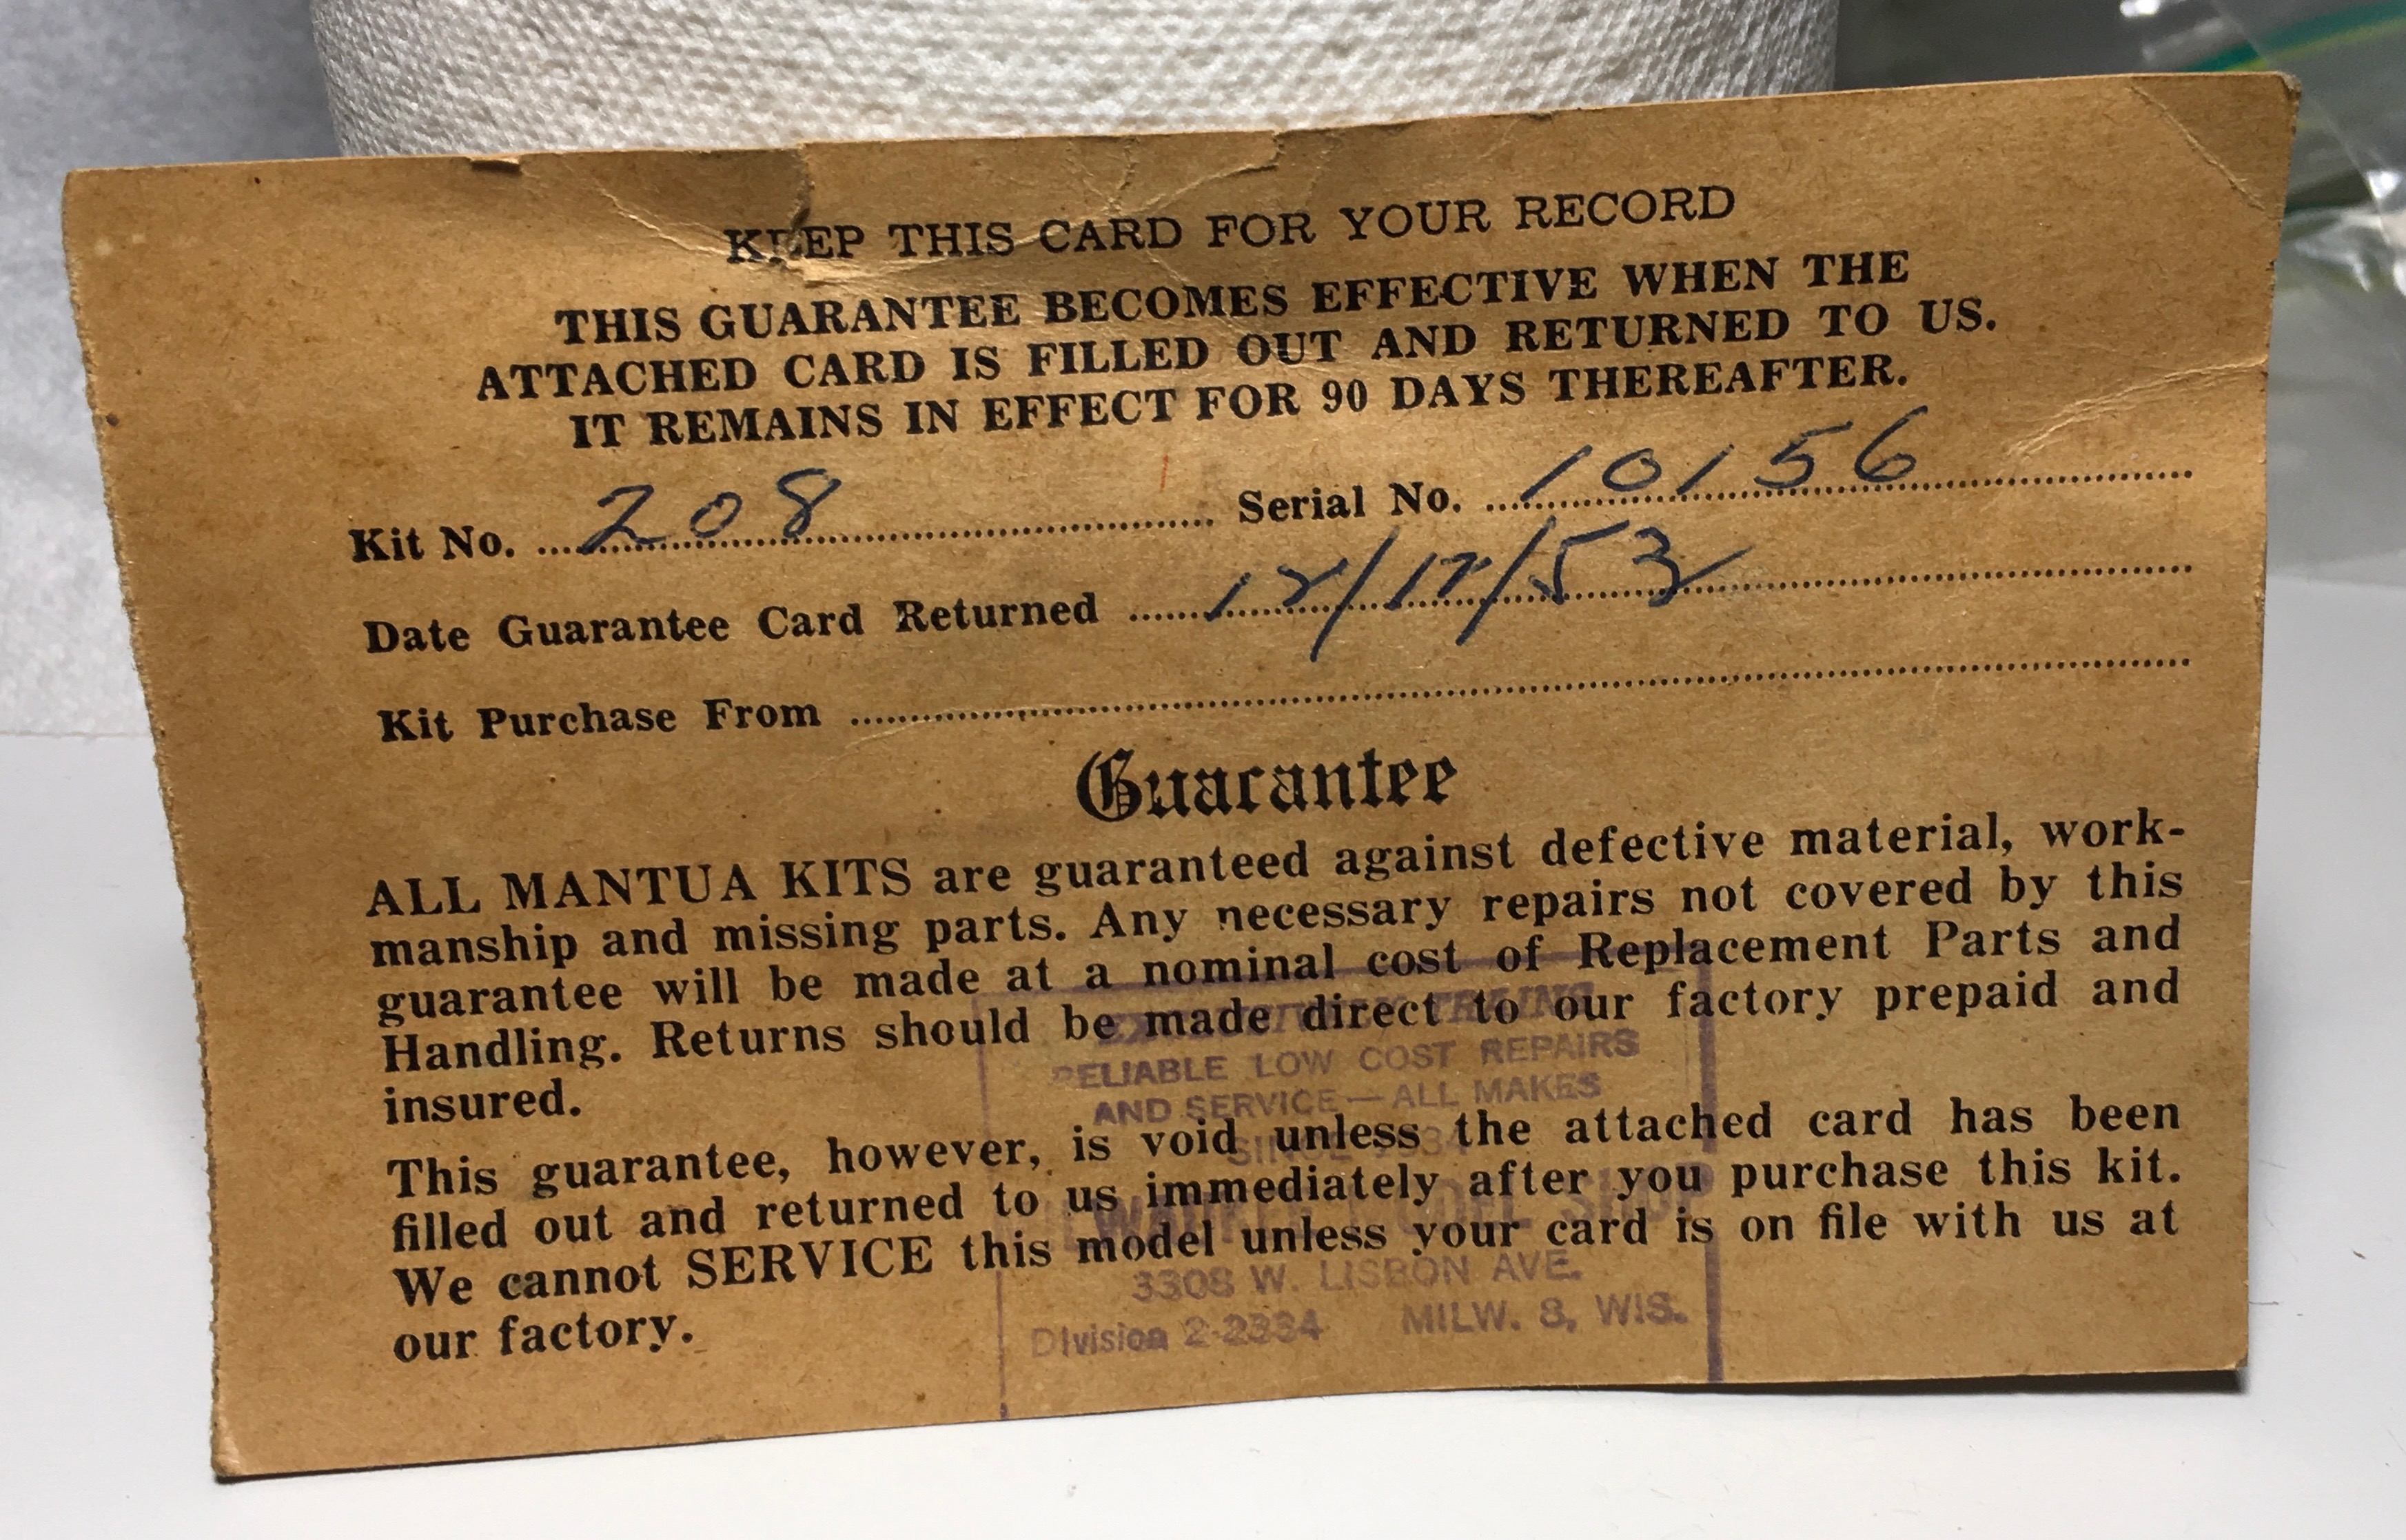 KEEP THIS CARD FOR YOUR RECORD
THIS GUARANTEE BECOMES EFFECTIVE WHEN THE
ATTACHED CARD IS FILLED OUT AND RETURNED TO US.
IT REMAINS IN EFFECT FOR 90 DAYS THEREAFTER.
Kit No. 208 Serial No. 10156
Date Guarantee Card Returned 12/17/53
Kit Purchase From
Guarantee
ALL MANTUA KITS are guaranteed against defective material, work-
manship and missing parts. Any necessary repairs not covered by this
guarantee will be made at a nominal cost of Replacement Parts and
Handling. Returns should be made direct to our factory prepaid and
insured.
This guarantee, however, is void unless the attached card has been
filled out and returned to us immediately after you purchase this kit.
We cannot SERVICE this model unless your card is on file with us at
our factory.
RELIABLE LOW COST REPAIRS
AND SERVICE — ALL MAKES
SINCE
SHOP
3308 W. LISBON AVE.
Division 2-2334 MILW. 8, WIS.